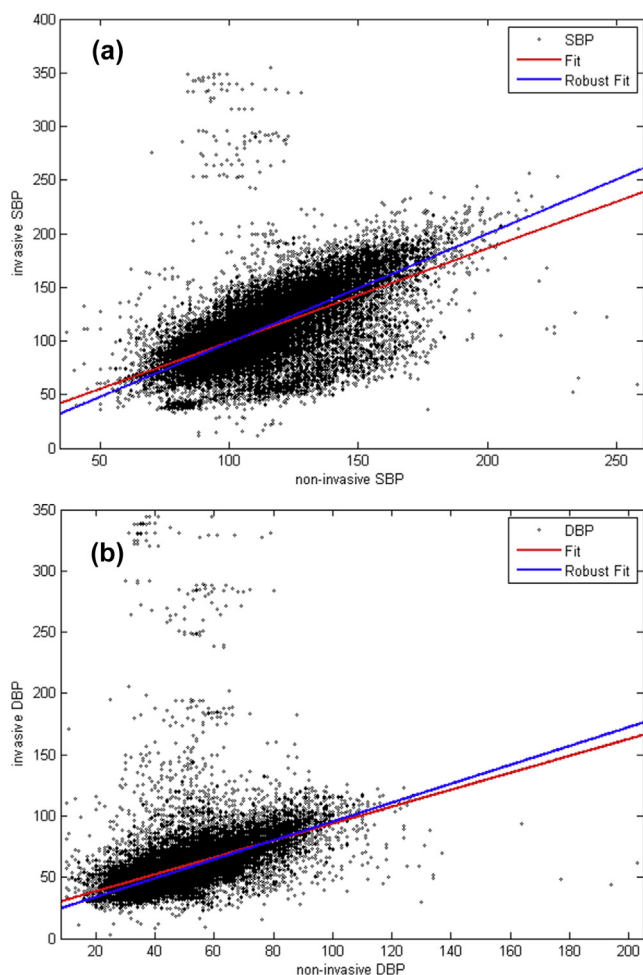 400
350
300
250
200
150
100
50
0
(a)
SBP
Fit
Robust Fit
invasive SBP
50 100 150 200 250
non-invasive SBP
350
300
250
200
150
100
50
0
(b)
DBP
Fit
Robust Fit
invasive DBP
20 40 60 80 100 120 140 160 180 200
non-invasive DBP